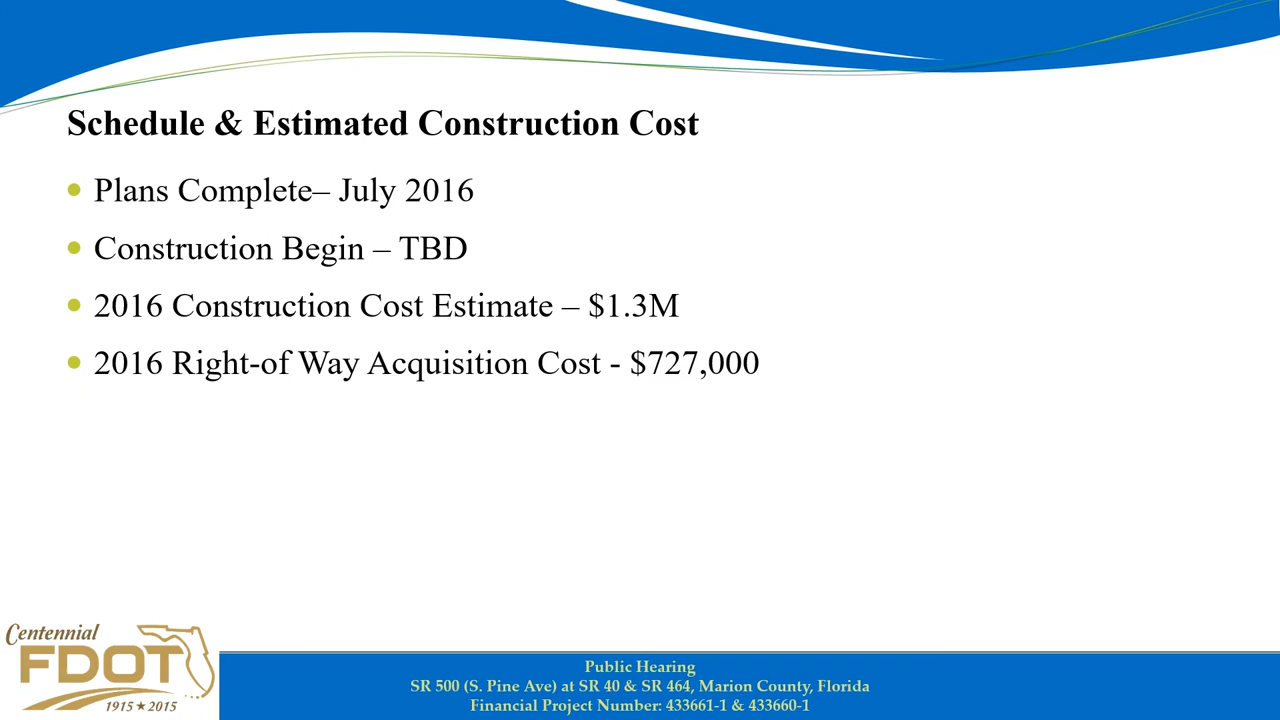 Schedule & Estimated Construction Cost
Plans Complete– July 2016
Construction Begin – TBD
2016 Construction Cost Estimate – $1.3M
2016 Right-of Way Acquisition Cost - $727,000
Centennial
FDOT
1915★2015
Public Hearing
SR 500 (S. Pine Ave) at SR 40 & SR 464, Marion County, Florida
Financial Project Number: 433661-1 & 433660-1